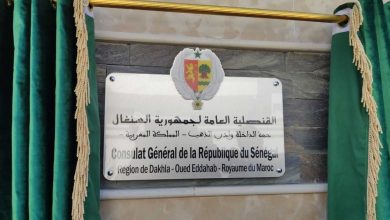 القنصلية العامة لجمهورية السنغال
جهة الداخلة وادي الذهب - المملكة المغربية
Consulat Général de la République du Sénégal
Region de Dakhla - Oued Eddahab - Royaume du Maroc